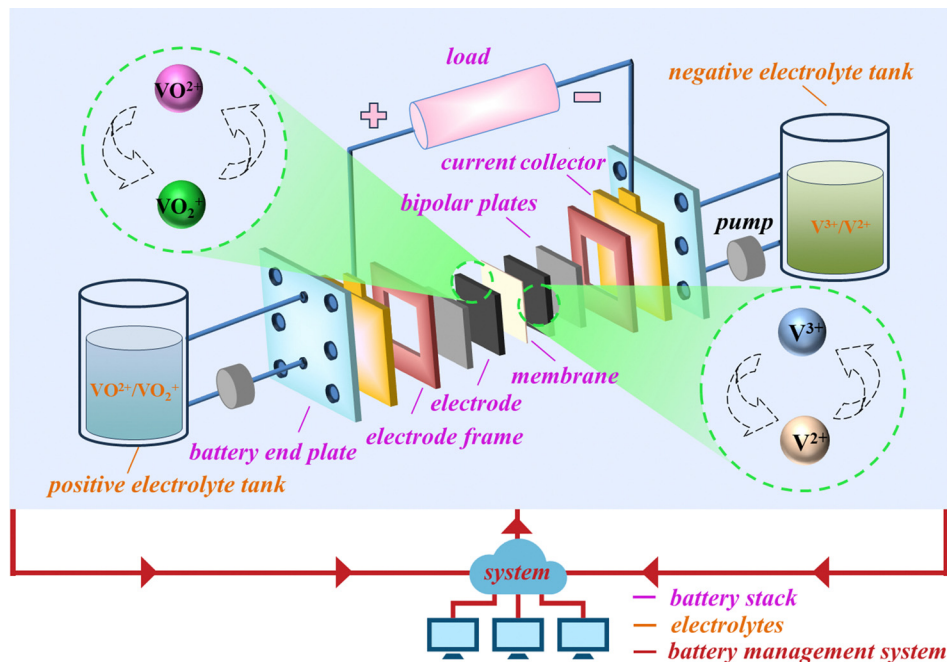 load
negative electrolyte tank
VO²⁺
+
−
current collector
VO₂⁺
bipolar plates
pump
V³⁺/V²⁺
VO²⁺/VO₂⁺
V³⁺
membrane
electrode
electrode frame
battery end plate
V²⁺
positive electrolyte tank
system
battery stack
electrolytes
battery management system